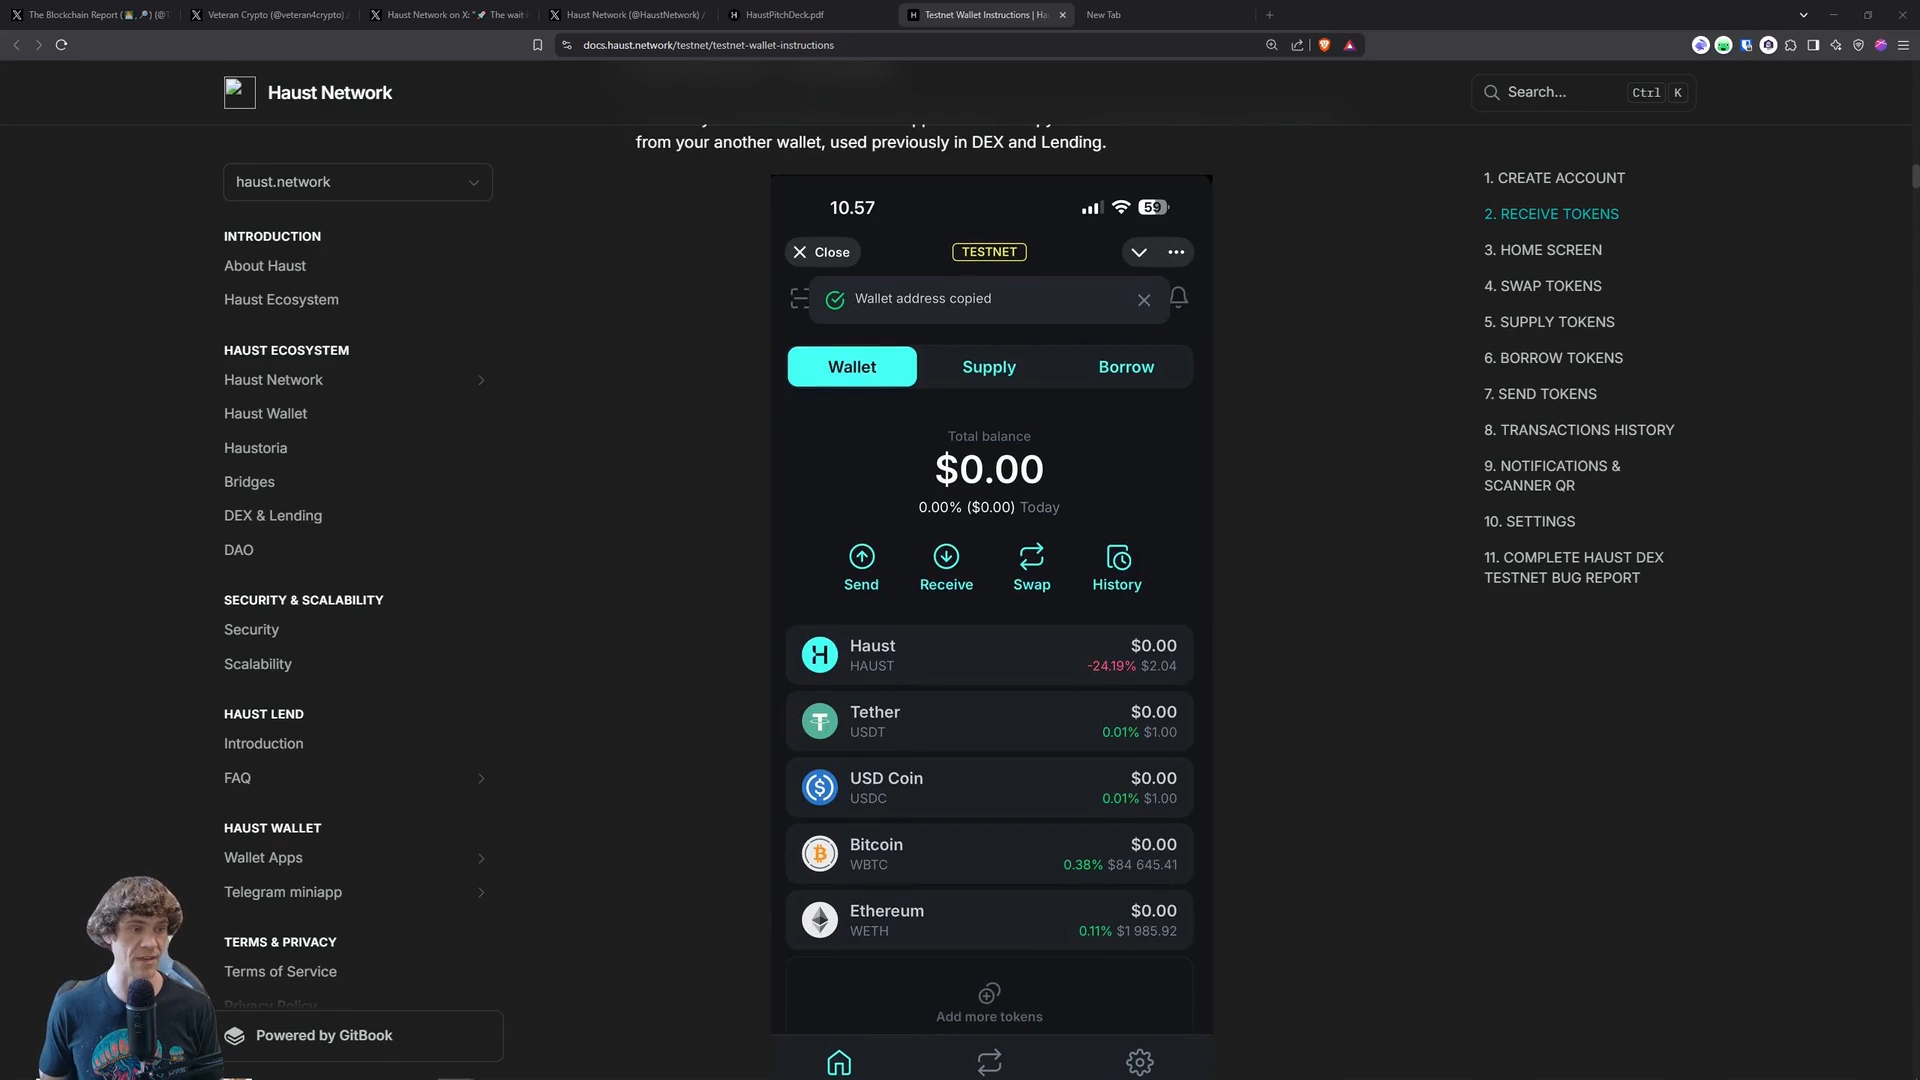 The Blockchain Report
(@T
Veteran Crypto (@veteran4crypto) /
Haust Network on X: "🚀 The wait
Haust Network (@HaustNetwork) /
HaustPitchDeck.pdf
Testnet Wallet Instructions | Ha
New Tab
docs.haust.network/testnet/testnet-wallet-instructions
Haust Network
Search...
Ctrl K
from your another wallet, used previously in DEX and Lending.
haust.network
INTRODUCTION
About Haust
Haust Ecosystem
HAUST ECOSYSTEM
Haust Network
Haust Wallet
Haustoria
Bridges
DEX & Lending
DAO
SECURITY & SCALABILITY
Security
Scalability
HAUST LEND
Introduction
FAQ
HAUST WALLET
Wallet Apps
Telegram miniapp
TERMS & PRIVACY
Terms of Service
Privacy Policy
Powered by GitBook
10.57
59
Close
TESTNET
Wallet address copied
Wallet
Supply
Borrow
Total balance
$0.00
0.00% ($0.00) Today
Send
Receive
Swap
History
Haust
$0.00
HAUST
-24.19% $2.04
Tether
$0.00
USDT
0.01% $1.00
USD Coin
$0.00
USDC
0.01% $1.00
Bitcoin
$0.00
WBTC
0.38% $84 645.41
Ethereum
$0.00
WETH
0.11% $1 985.92
Add more tokens
1. CREATE ACCOUNT
2. RECEIVE TOKENS
3. HOME SCREEN
4. SWAP TOKENS
5. SUPPLY TOKENS
6. BORROW TOKENS
7. SEND TOKENS
8. TRANSACTIONS HISTORY
9. NOTIFICATIONS &
SCANNER QR
10. SETTINGS
11. COMPLETE HAUST DEX
TESTNET BUG REPORT